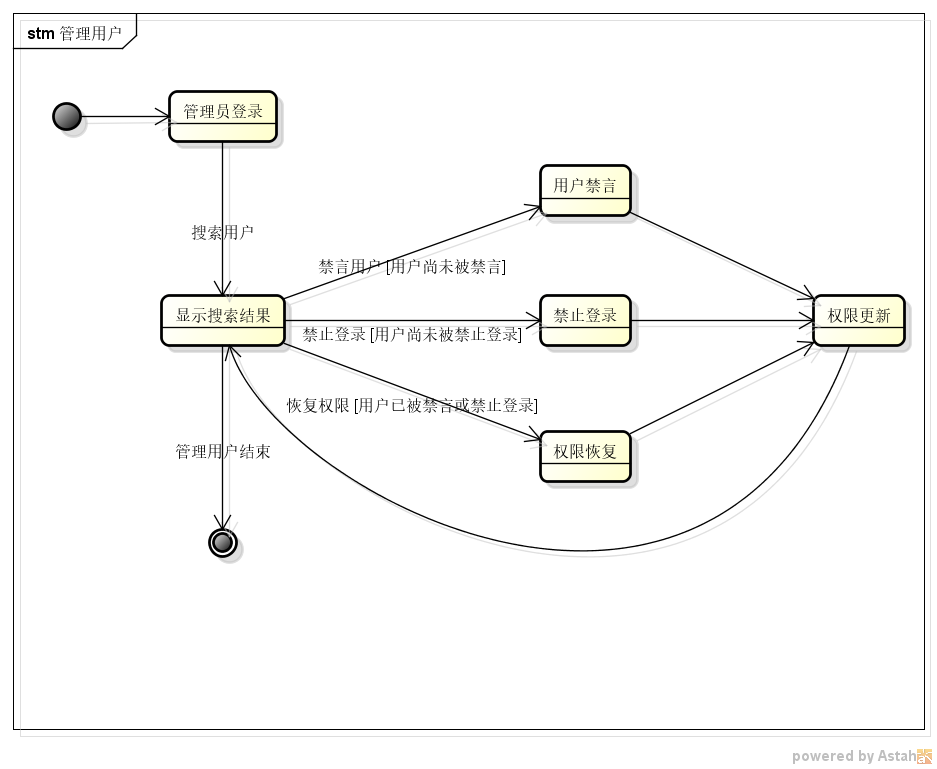 stm 管理用户
管理员登录
用户禁言
搜索用户
禁言用户 [用户尚未被禁言]
显示搜索结果
禁止登录
权限更新
禁止登录 [用户尚未被禁止登录]
恢复权限 [用户已被禁言或禁止登录]
权限恢复
管理用户结束
powered by Astah